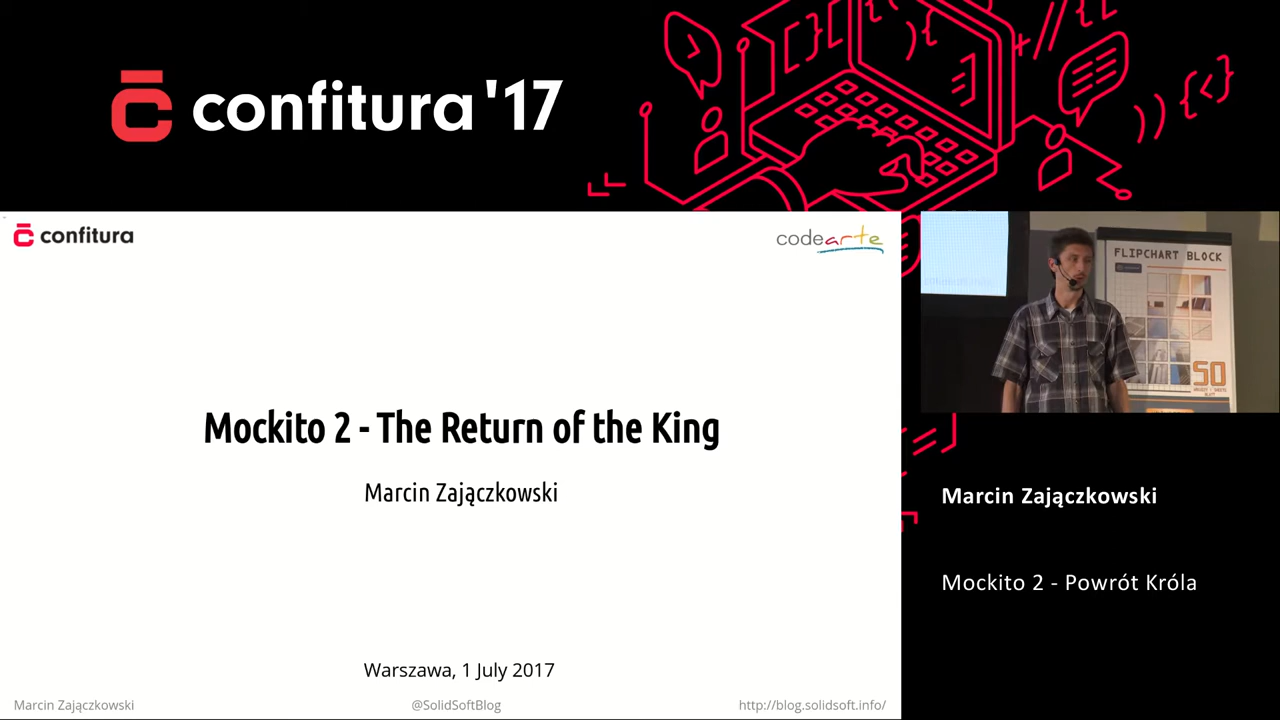 confitura '17
confitura
codearte
Mockito 2 - The Return of the King
Marcin Zajączkowski
Warszawa, 1 July 2017
Marcin Zajączkowski
@SolidSoftBlog
http://blog.solidsoft.info/
FLIPCHART BLOCK
50
Marcin Zajączkowski
Mockito 2 - Powrót Króla